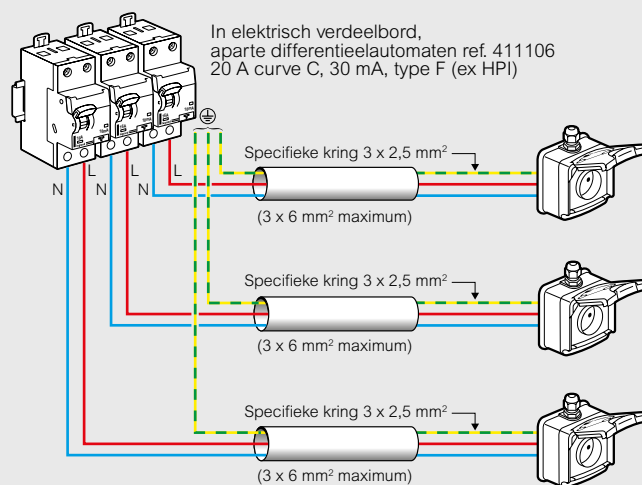 In elektrisch verdeelbord,
aparte differentieelautomaten ref. 411106
20 A curve C, 30 mA, type F (ex HPI)
N
L
N
L
N
L
Specifieke kring 3 x 2,5 mm²
(3 x 6 mm² maximum)
Specifieke kring 3 x 2,5 mm²
(3 x 6 mm² maximum)
Specifieke kring 3 x 2,5 mm²
(3 x 6 mm² maximum)